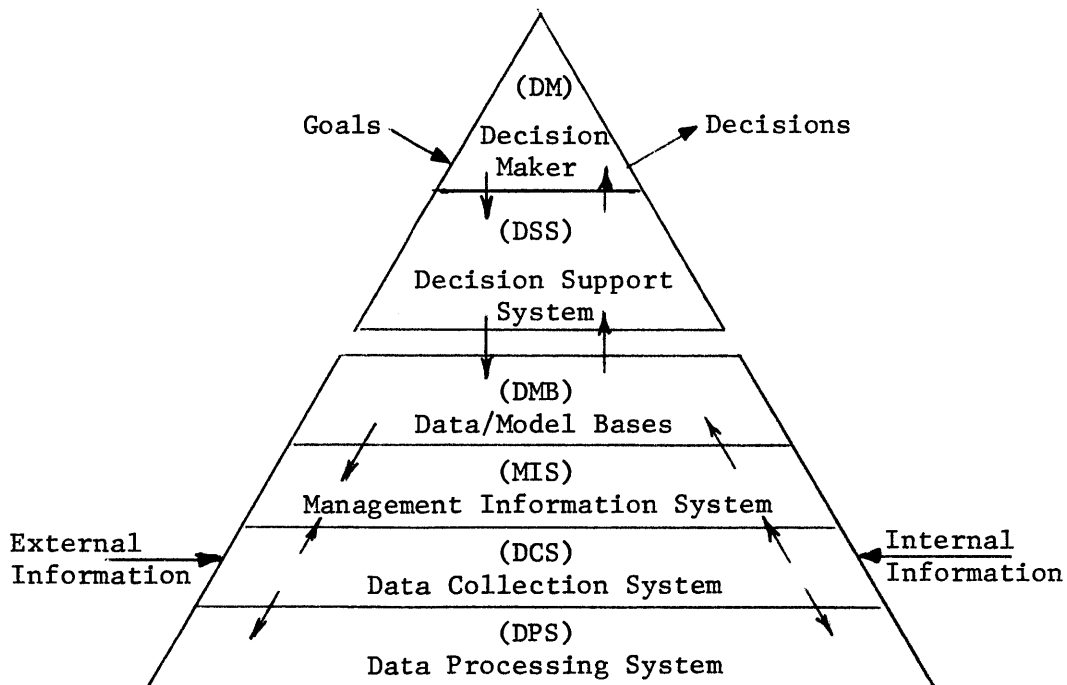 (DM)
Goals
Decisions
Decision
Maker
(DSS)
Decision Support
System
(DMB)
Data/Model Bases
(MIS)
Management Information System
External
Information
(DCS)
Data Collection System
Internal
Information
(DPS)
Data Processing System